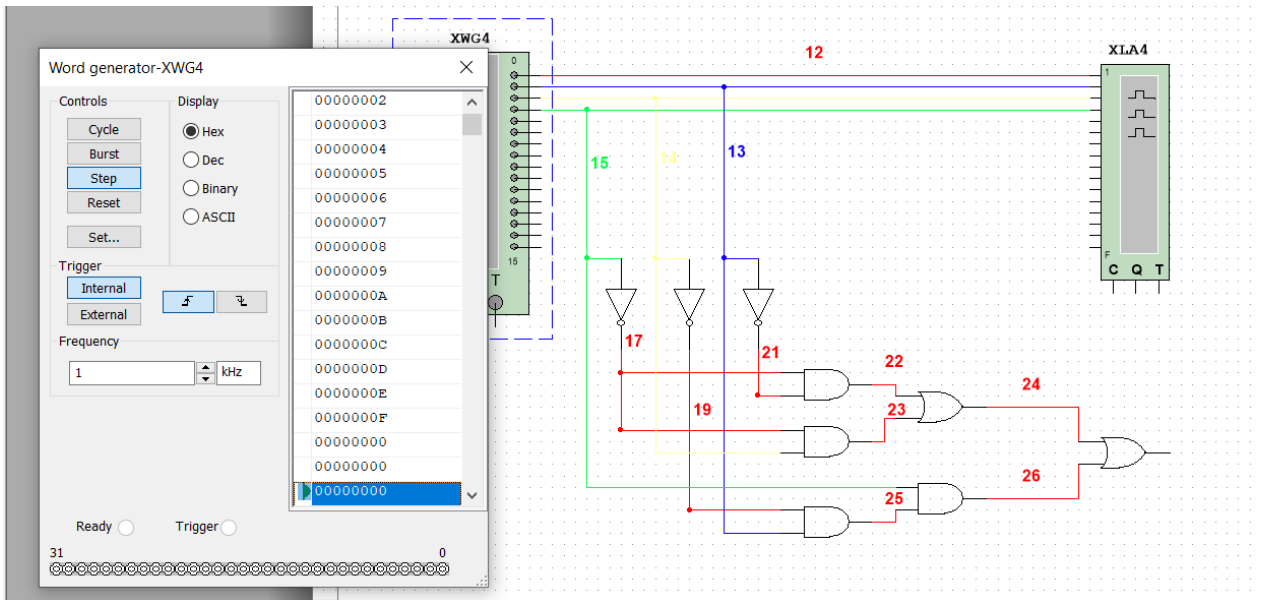 XWG4
XLA4
12
Word generator-XWG4
Controls
Display
Cycle
Burst
Step
Reset
Set...
Hex
Dec
Binary
ASCII
Trigger
Internal
External
Frequency
1
kHz
00000002
00000003
00000004
00000005
00000006
00000007
00000008
00000009
0000000A
0000000B
0000000C
0000000D
0000000E
0000000F
00000000
00000000
00000000
Ready
Trigger
31
0
0
15
T
1
F
C Q T
15
14
13
17
21
19
22
23
24
25
26